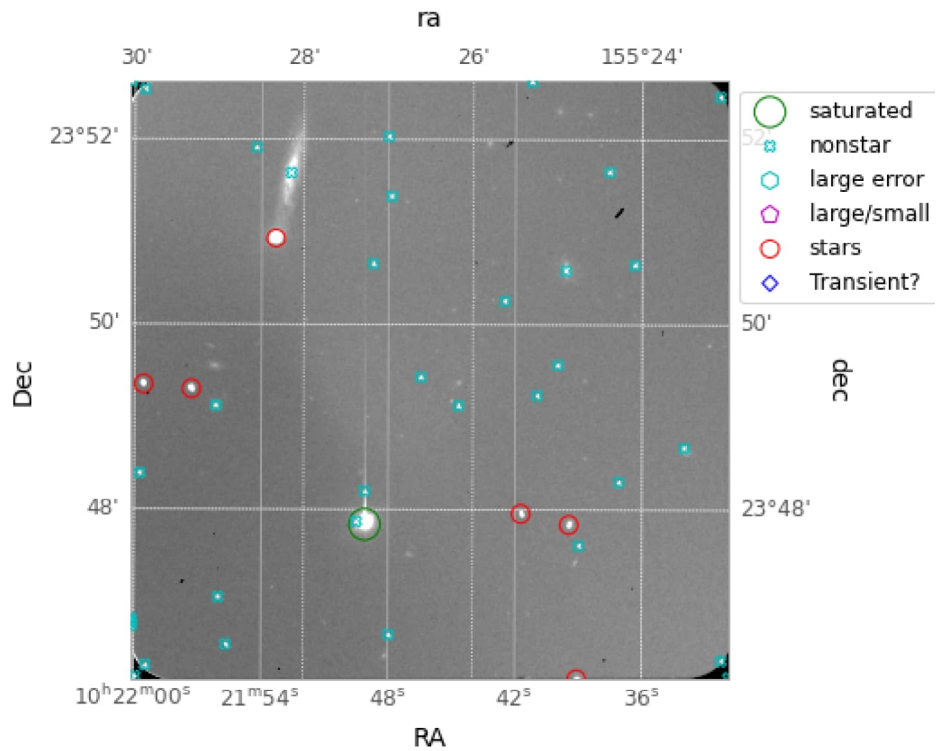 ra
30' 28' 26' 155°24'
23°52'
50'
48'
Dec
52'
50'
23°48'
dec
saturated
nonstar
large error
large/small
stars
Transient?
10ʰ22ᵐ00ˢ 21ᵐ54ˢ 48ˢ 42ˢ 36ˢ
RA